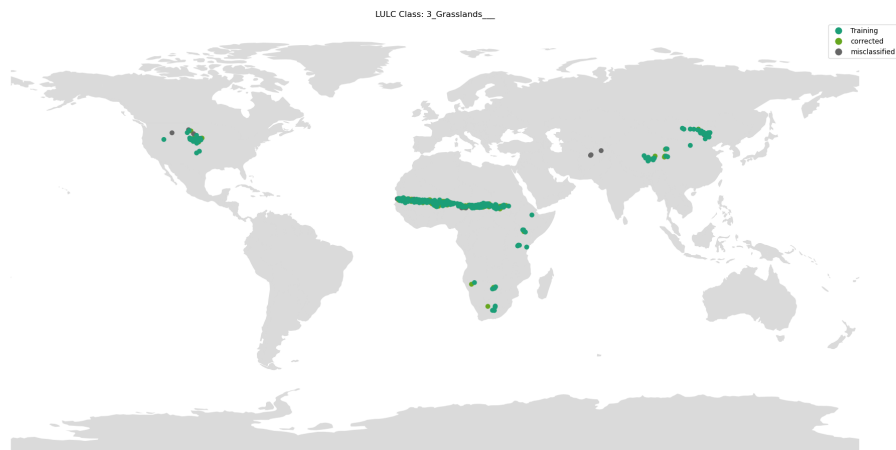 LULC Class: 3_Grasslands___
Training
corrected
misclassified